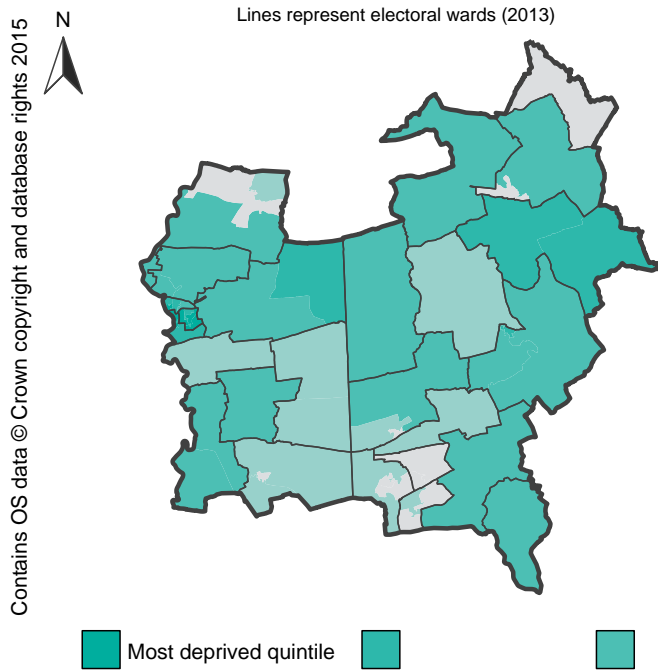 Lines represent electoral wards (2013)
N
Contains OS data © Crown copyright and database rights 2015
Most deprived quintile